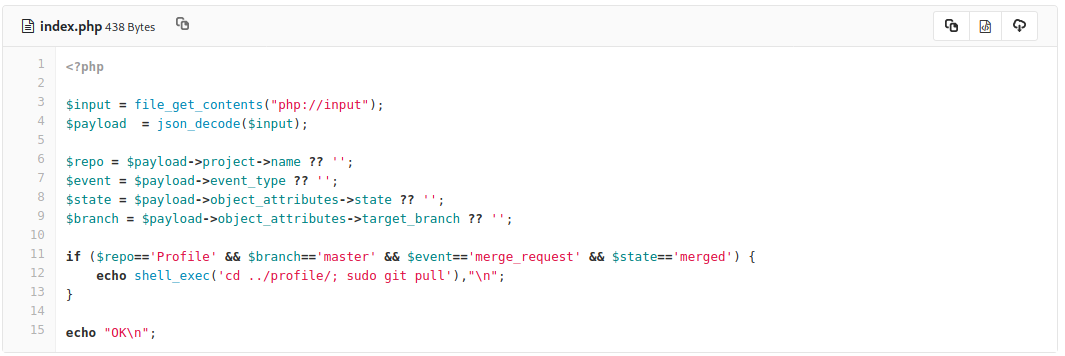 index.php 438 Bytes
1 <?php
2
3 $input = file_get_contents("php://input");
4 $payload  = json_decode($input);
5
6 $repo = $payload->project->name ?? '';
7 $event = $payload->event_type ?? '';
8 $state = $payload->object_attributes->state ?? '';
9 $branch = $payload->object_attributes->target_branch ?? '';
10
11 if ($repo=='Profile' && $branch=='master' && $event=='merge_request' && $state=='merged') {
12     echo shell_exec('cd ../profile/; sudo git pull'),"\n";
13 }
14
15 echo "OK\n";